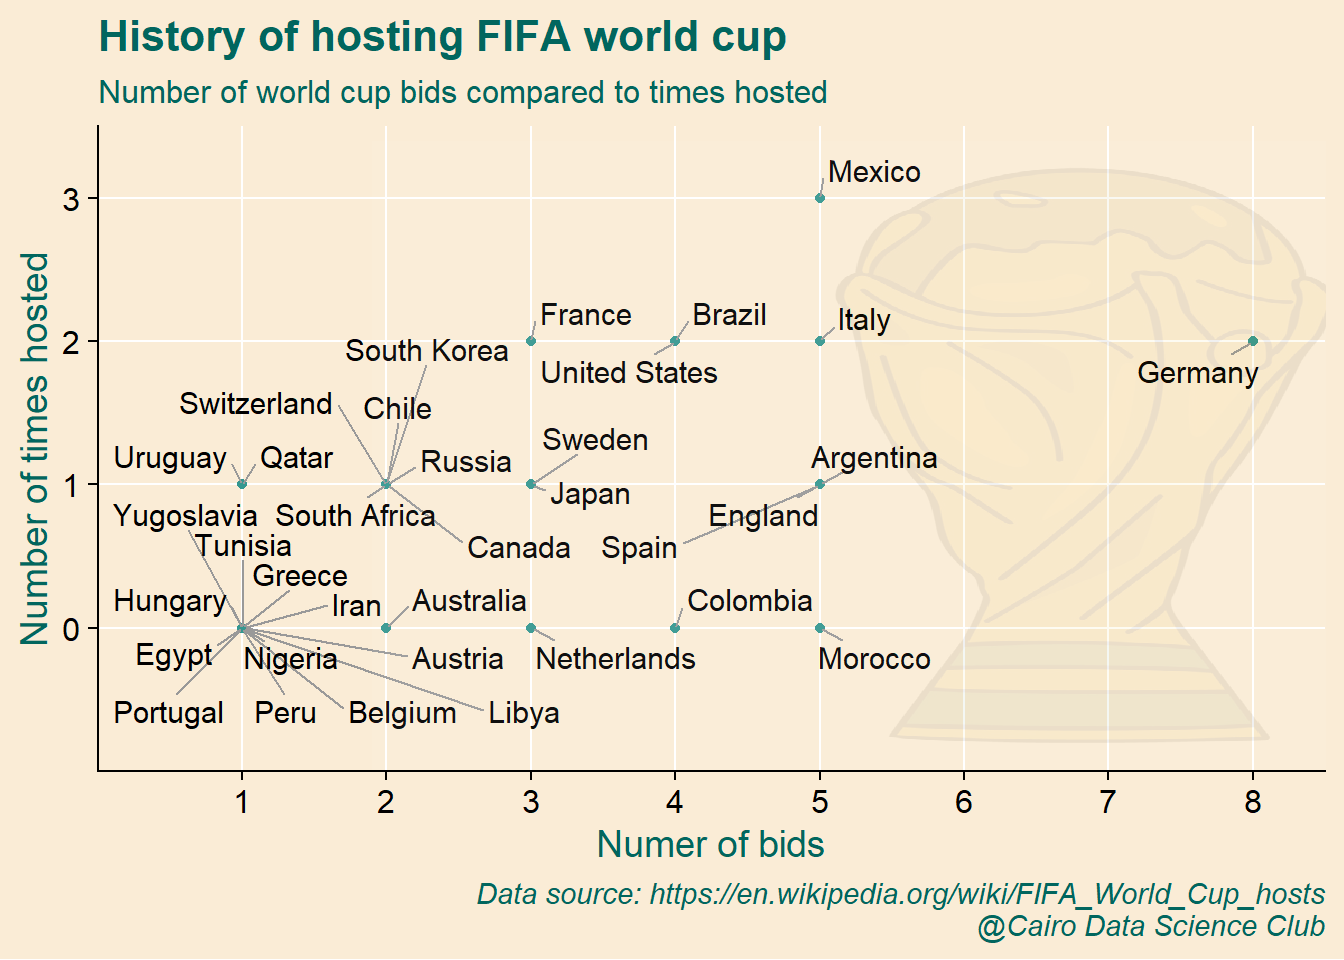 History of hosting FIFA world cup
Number of world cup bids compared to times hosted
Number of times hosted
3
2
1
0
Mexico
France
Brazil
Italy
South Korea
United States
Germany
Switzerland
Chile
Sweden
Uruguay
Qatar
Russia
Argentina
Japan
Yugoslavia
South Africa
England
Tunisia
Canada
Spain
Greece
Hungary
Iran
Australia
Colombia
Egypt
Nigeria
Austria
Netherlands
Morocco
Portugal
Peru
Belgium
Libya
1 2 3 4 5 6 7 8
Numer of bids
Data source: https://en.wikipedia.org/wiki/FIFA_World_Cup_hosts
@Cairo Data Science Club